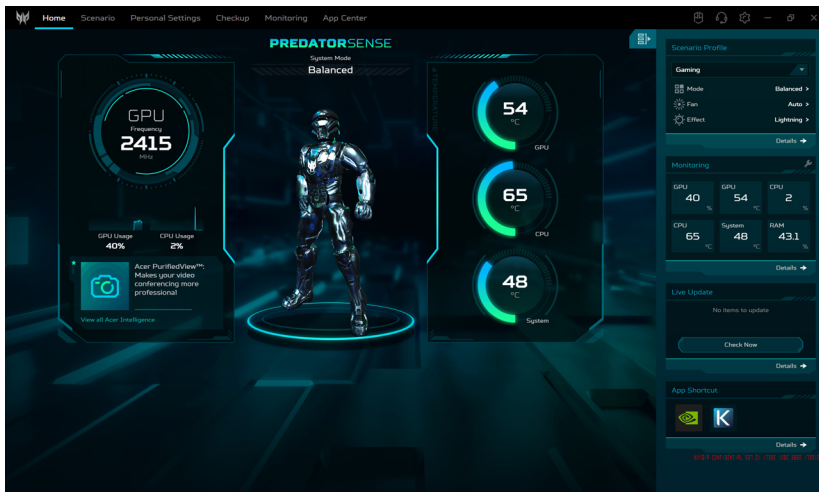 Home Scenario Personal Settings Checkup Monitoring App Center
PREDATORSENSE
System Mode
Balanced
GPU
Frequency
2415
MHz
GPU Usage
40%
CPU Usage
2%
Acer PurifiedView™:
Makes your video
conferencing more
professional
View all Acer Intelligence
TEMPERATURE
54
°C
GPU
65
°C
CPU
48
°C
System
Scenario Profile
Gaming
Mode Balanced >
Fan Auto >
Effect Lightning >
Details
Monitoring
GPU
40
%
GPU
54
°C
CPU
2
%
CPU
65
°C
System
48
°C
RAM
43.1
%
Details
Live Update
No items to update
Check Now
Details
App Shortcut
K
Details